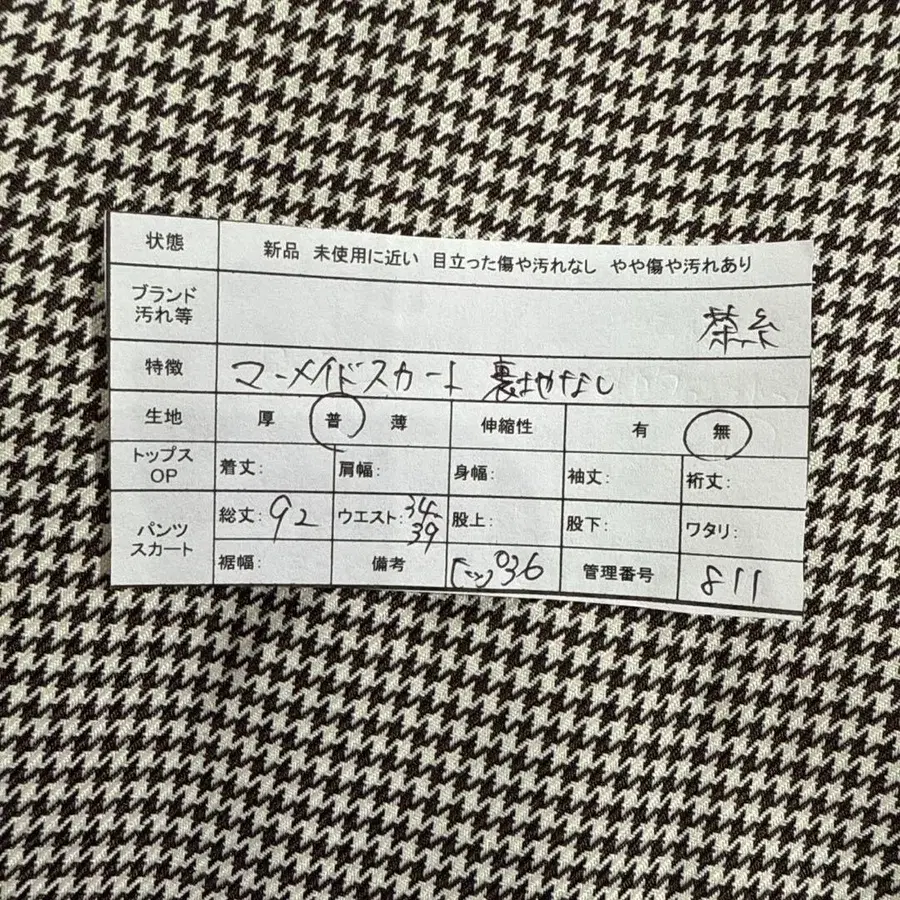 状態 新品 未使用に近い 目立った傷や汚れなし やや傷や汚れあり
ブランド
汚れ等 茶系
特徴 マーメイドスカート 裏地なし
生地 厚 普 薄 伸縮性 有 無
トップス
OP 着丈: 肩幅: 身幅: 袖丈: 裄丈:
パンツ
スカート 総丈: 92 ウエスト: 34 39 股上: 股下: ワタリ:
裾幅: 備考 36 管理番号 811